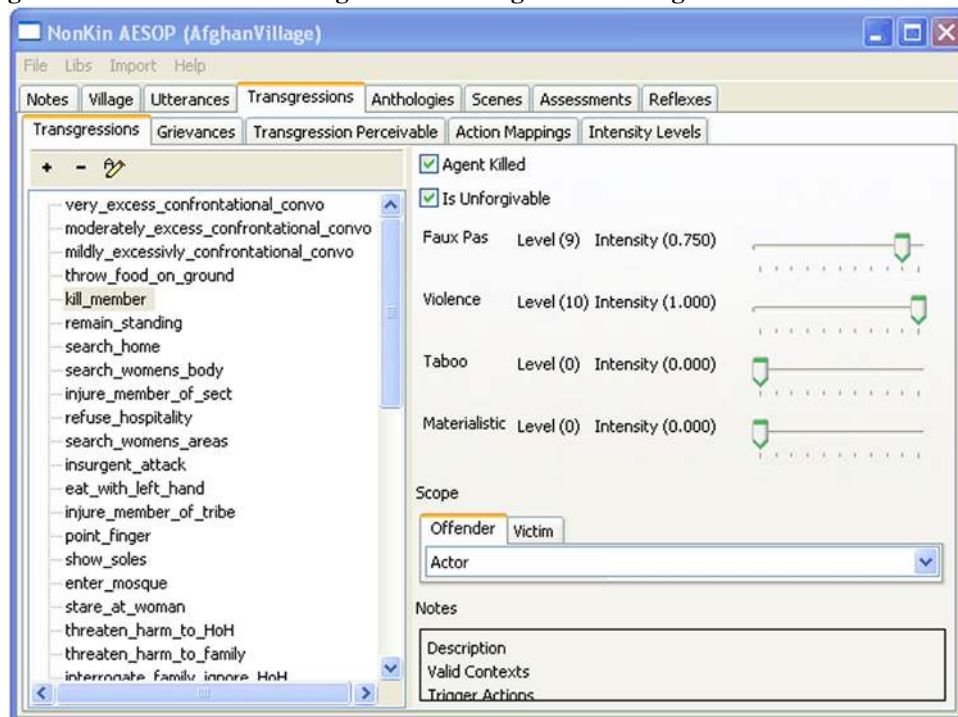 NonKin AESOP (AfghanVillage)
File Libs Import Help
Notes Village Utterances Transgressions Anthologies Scenes Assessments Reflexes
Transgressions Grievances Transgression Perceivable Action Mappings Intensity Levels
+ -
very_excess_confrontational_convo
moderately_excess_confrontational_convo
mildly_excessivly_confrontational_convo
throw_food_on_ground
kill_member
remain_standing
search_home
search_womens_body
injure_member_of_sect
refuse_hospitality
search_womens_areas
insurgent_attack
eat_with_left_hand
injure_member_of_tribe
point_finger
show_soles
enter_mosque
stare_at_woman
threaten_harm_to_HoH
threaten_harm_to_family
interrogate_family_ignore_HoH
Agent Killed
Is Unforgivable
Faux Pas Level (9) Intensity (0.750)
Violence Level (10) Intensity (1.000)
Taboo Level (0) Intensity (0.000)
Materialistic Level (0) Intensity (0.000)
Scope
Offender Victim
Actor
Notes
Description
Valid Contexts
Trigger Actions